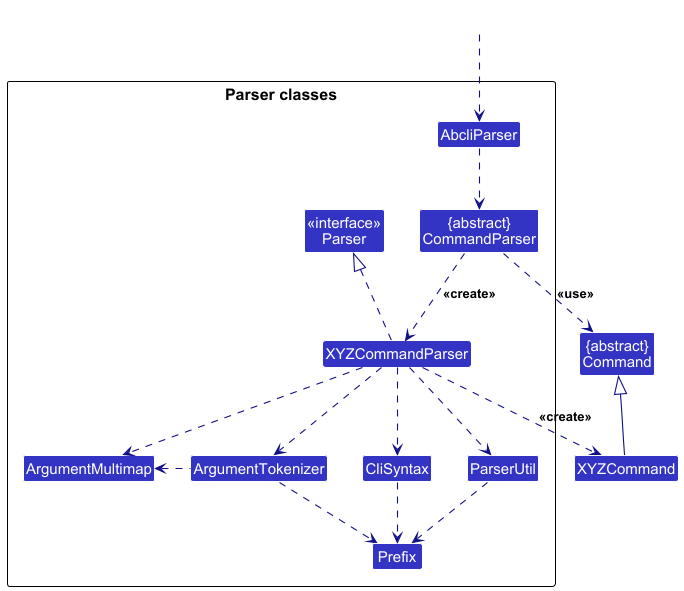 Parser classes
AbcliParser
«interface»
Parser
{abstract}
CommandParser
«create»
«use»
XYZCommandParser
{abstract}
Command
«create»
ArgumentMultimap
ArgumentTokenizer
CliSyntax
ParserUtil
XYZCommand
Prefix